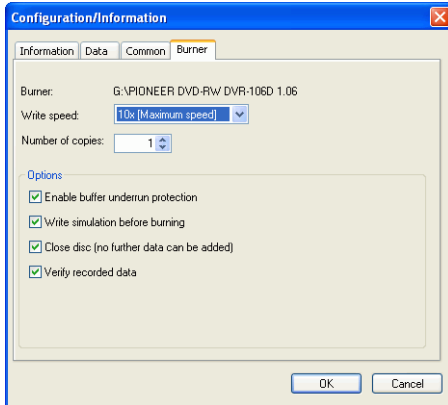 Configuration/Information
Information Data Common Burner
Burner: G:\PIONEER DVD-RW DVR-106D 1.06
Write speed: 10x [Maximum speed]
Number of copies: 1
Options
Enable buffer underrun protection
Write simulation before burning
Close disc (no further data can be added)
Verify recorded data
OK Cancel